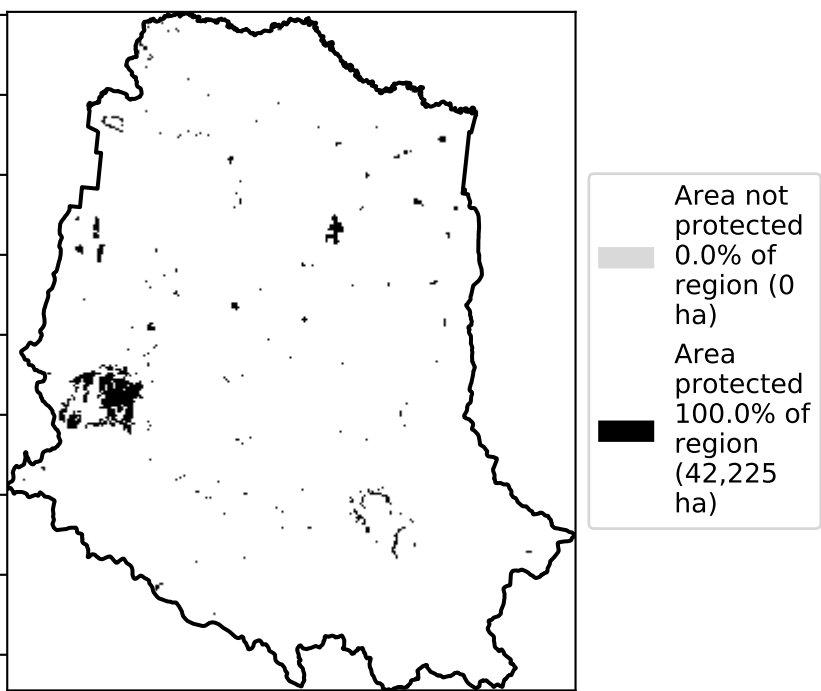 Area not
protected
0.0% of
region (0
ha)
Area
protected
100.0% of
region
(42,225
ha)